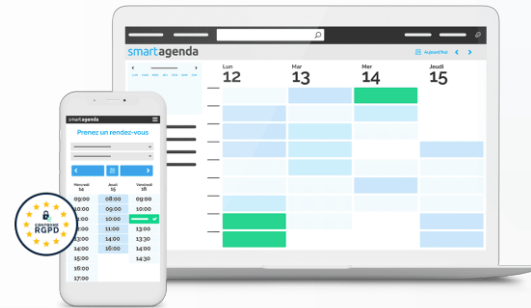 smartagenda
Aujourd'hui
Lun
12
Mar
13
Mer
14
Jeudi
15
smartagenda
Prenez un rendez-vous
Mercredi
14
Jeudi
15
Vendredi
16
09:00 08:00 09:00
10:00 09:00 10:00
11:00 10:00
12:00 11:00 13:00
13:00 14:00 13:30
14:00 16:00 14:00
15:00 14:30
16:00
17:00
RGPD